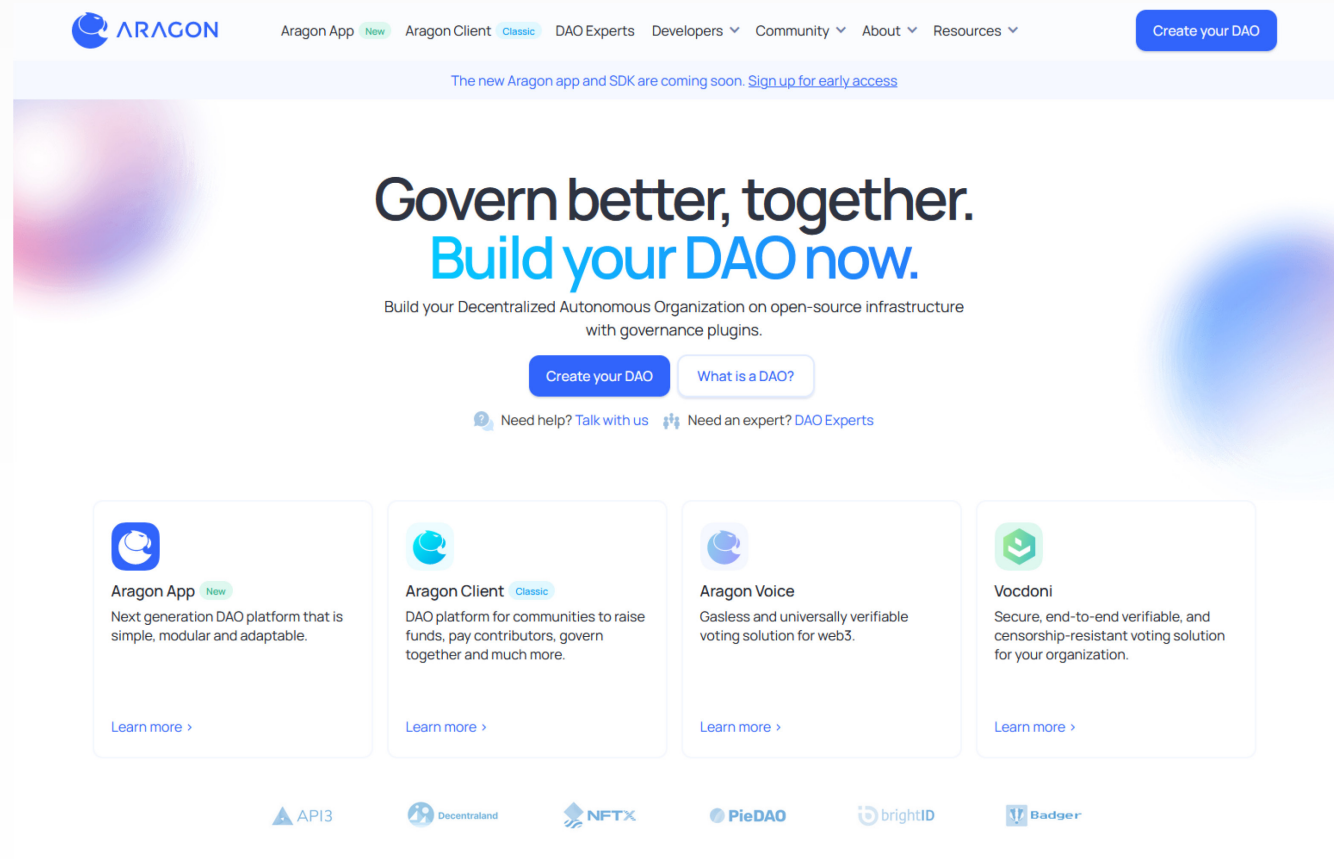 ARAGON
Aragon App New Aragon Client Classic DAO Experts Developers Community About Resources Create your DAO
The new Aragon app and SDK are coming soon. Sign up for early access
Govern better, together.
Build your DAO now.
Build your Decentralized Autonomous Organization on open-source infrastructure
with governance plugins.
Create your DAO What is a DAO?
Need help? Talk with us Need an expert? DAO Experts
Aragon App New
Next generation DAO platform that is
simple, modular and adaptable.
Learn more ›
Aragon Client Classic
DAO platform for communities to raise
funds, pay contributors, govern
together and much more.
Learn more ›
Aragon Voice
Gasless and universally verifiable
voting solution for web3.
Learn more ›
Vocdoni
Secure, end-to-end verifiable, and
censorship-resistant voting solution
for your organization.
Learn more ›
API3 Decentraland NFTX PieDAO brightID Badger